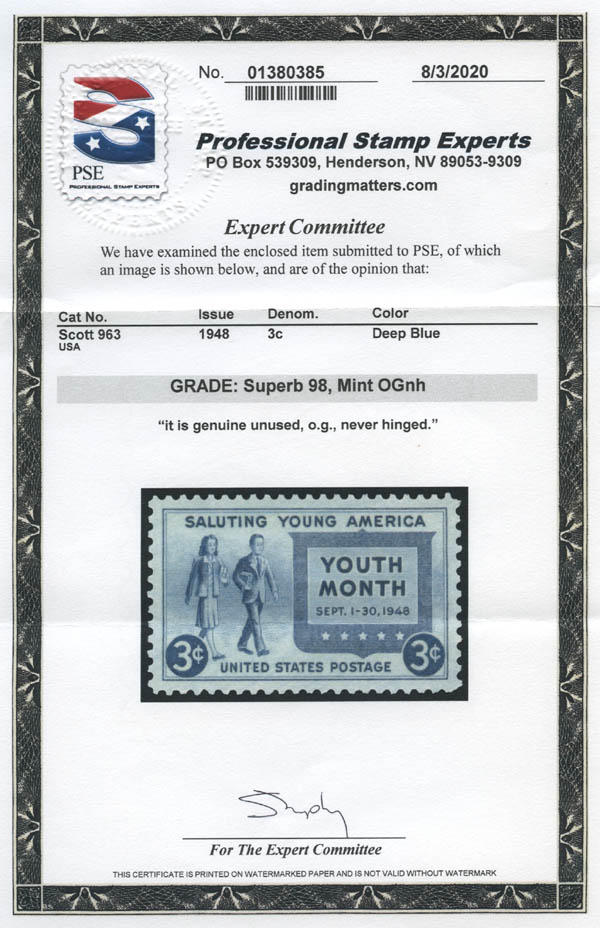 No. 01380385
8/3/2020
PSE
PROFESSIONAL STAMP EXPERTS
Professional Stamp Experts
PO Box 539309, Henderson, NV 89053-9309
gradingmatters.com
Expert Committee
We have examined the enclosed item submitted to PSE, of which
an image is shown below, and are of the opinion that:
Cat No. Issue Denom. Color
Scott 963 1948 3c Deep Blue
USA
GRADE: Superb 98, Mint OGnh
“it is genuine unused, o.g., never hinged.”
SALUTING YOUNG AMERICA
YOUTH
MONTH
SEPT. 1-30, 1948
3¢ UNITED STATES POSTAGE 3¢
For The Expert Committee
THIS CERTIFICATE IS PRINTED ON WATERMARKED PAPER AND IS NOT VALID WITHOUT WATERMARK